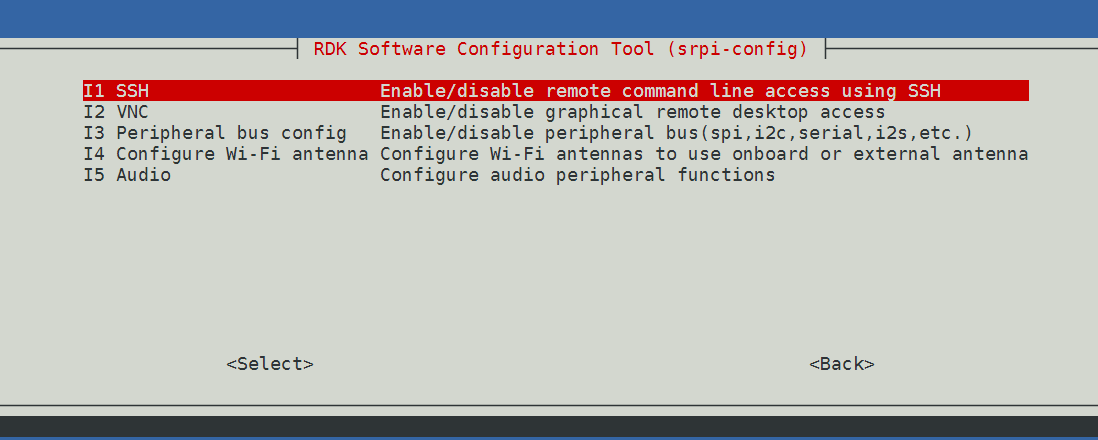 RDK Software Configuration Tool (srpi-config)
I1 SSH Enable/disable remote command line access using SSH
I2 VNC Enable/disable graphical remote desktop access
I3 Peripheral bus config Enable/disable peripheral bus(spi,i2c,serial,i2s,etc.)
I4 Configure Wi-Fi antenna Configure Wi-Fi antennas to use onboard or external antenna
I5 Audio Configure audio peripheral functions
<Select> <Back>